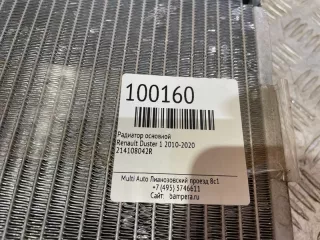 100160
Радиатор основной
Renault Duster 1 2010-2020
214108042R
Multi Auto Лианозовский проезд 8с1
+7 (495) 3746611
Сайт: bampera.ru